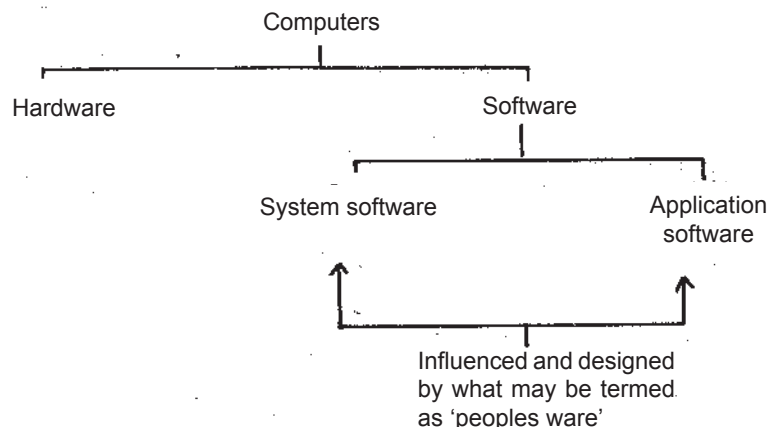 Computers
Hardware
Software
System software
Application
software
Influenced and designed
by what may be termed
as 'peoples ware'